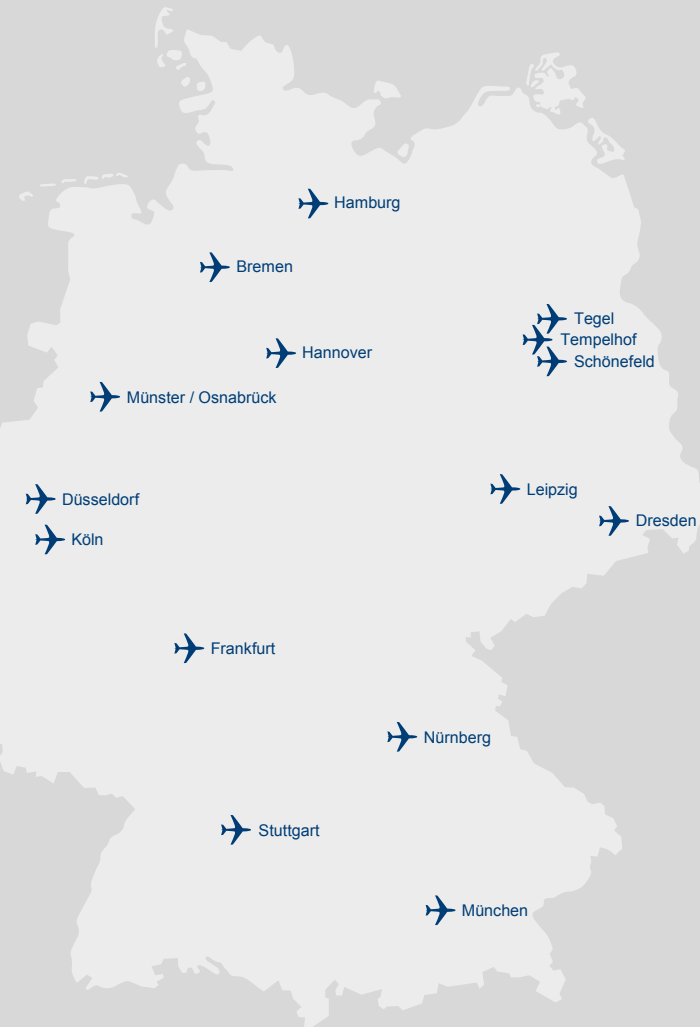 Hamburg
Bremen
Tegel
Tempelhof
Hannover
Schönefeld
Münster / Osnabrück
Leipzig
Düsseldorf
Dresden
Köln
Frankfurt
Nürnberg
Stuttgart
München